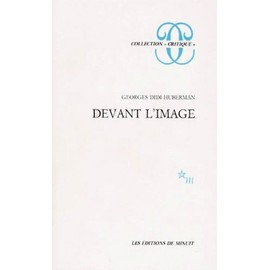 COLLECTION « CRITIQUE »
GEORGES DIDI-HUBERMAN
DEVANT L'IMAGE
LES ÉDITIONS DE MINUIT